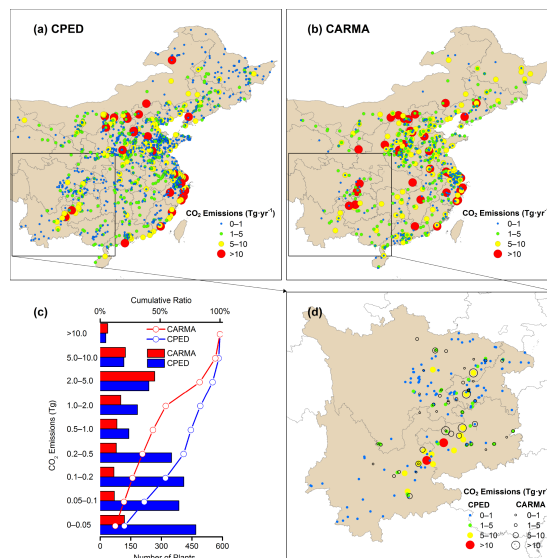 (a) CPED
CO₂ Emissions (Tg·yr⁻¹)
0–1
1–5
5–10
>10
(b) CARMA
CO₂ Emissions (Tg·yr⁻¹)
0–1
1–5
5–10
>10
(c)
Cumulative Ratio
0% 20% 40% 60% 80% 100%
CARMA
CPED
CARMA
CPED
CO₂ Emissions (Tg)
>10.0
5.0–10.0
2.0–5.0
1.0–2.0
0.5–1.0
0.2–0.5
0.1–0.2
0.05–0.1
0–0.05
0 150 300 450 600
Number of Plants
(d)
CO₂ Emissions (Tg·yr⁻¹)
CPED CARMA
0–1 0–1
1–5 1–5
5–10 5–10
>10 >10